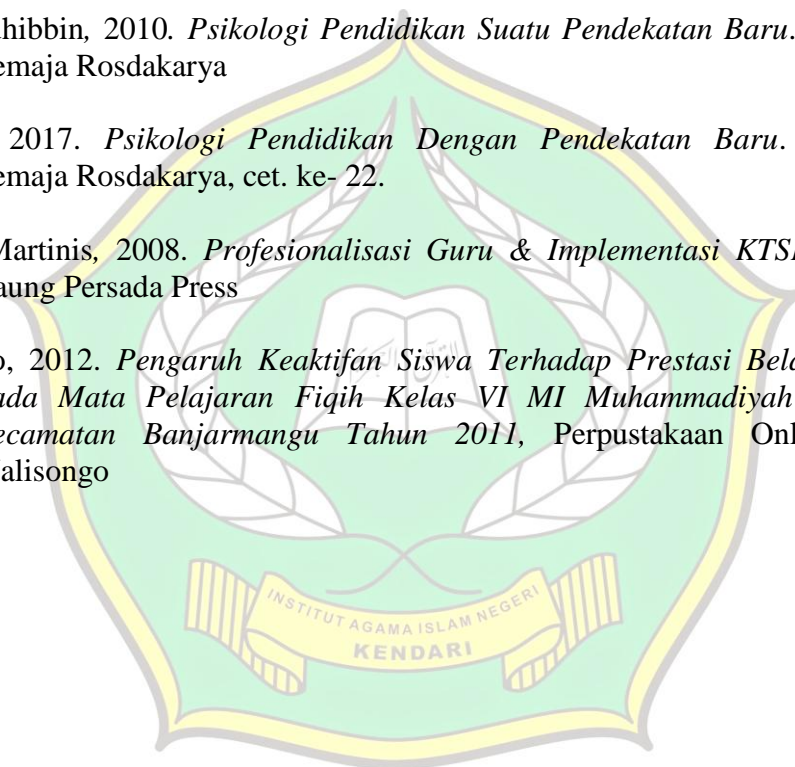 hibbin, 2010. Psikologi Pendidikan Suatu Pendekatan Baru.
emaja Rosdakarya
2017. Psikologi Pendidikan Dengan Pendekatan Baru.
emaja Rosdakarya, cet. ke- 22.
Martinis, 2008. Profesionalisasi Guru & Implementasi KTS
aung Persada Press
o, 2012. Pengaruh Keaktifan Siswa Terhadap Prestasi Bela
ada Mata Pelajaran Fiqih Kelas VI MI Muhammadiyah
ecamatan Banjarmangu Tahun 2011, Perpustakaan Onl
alisongo
INSTITUT AGAMA ISLAM NEGERI
KENDARI